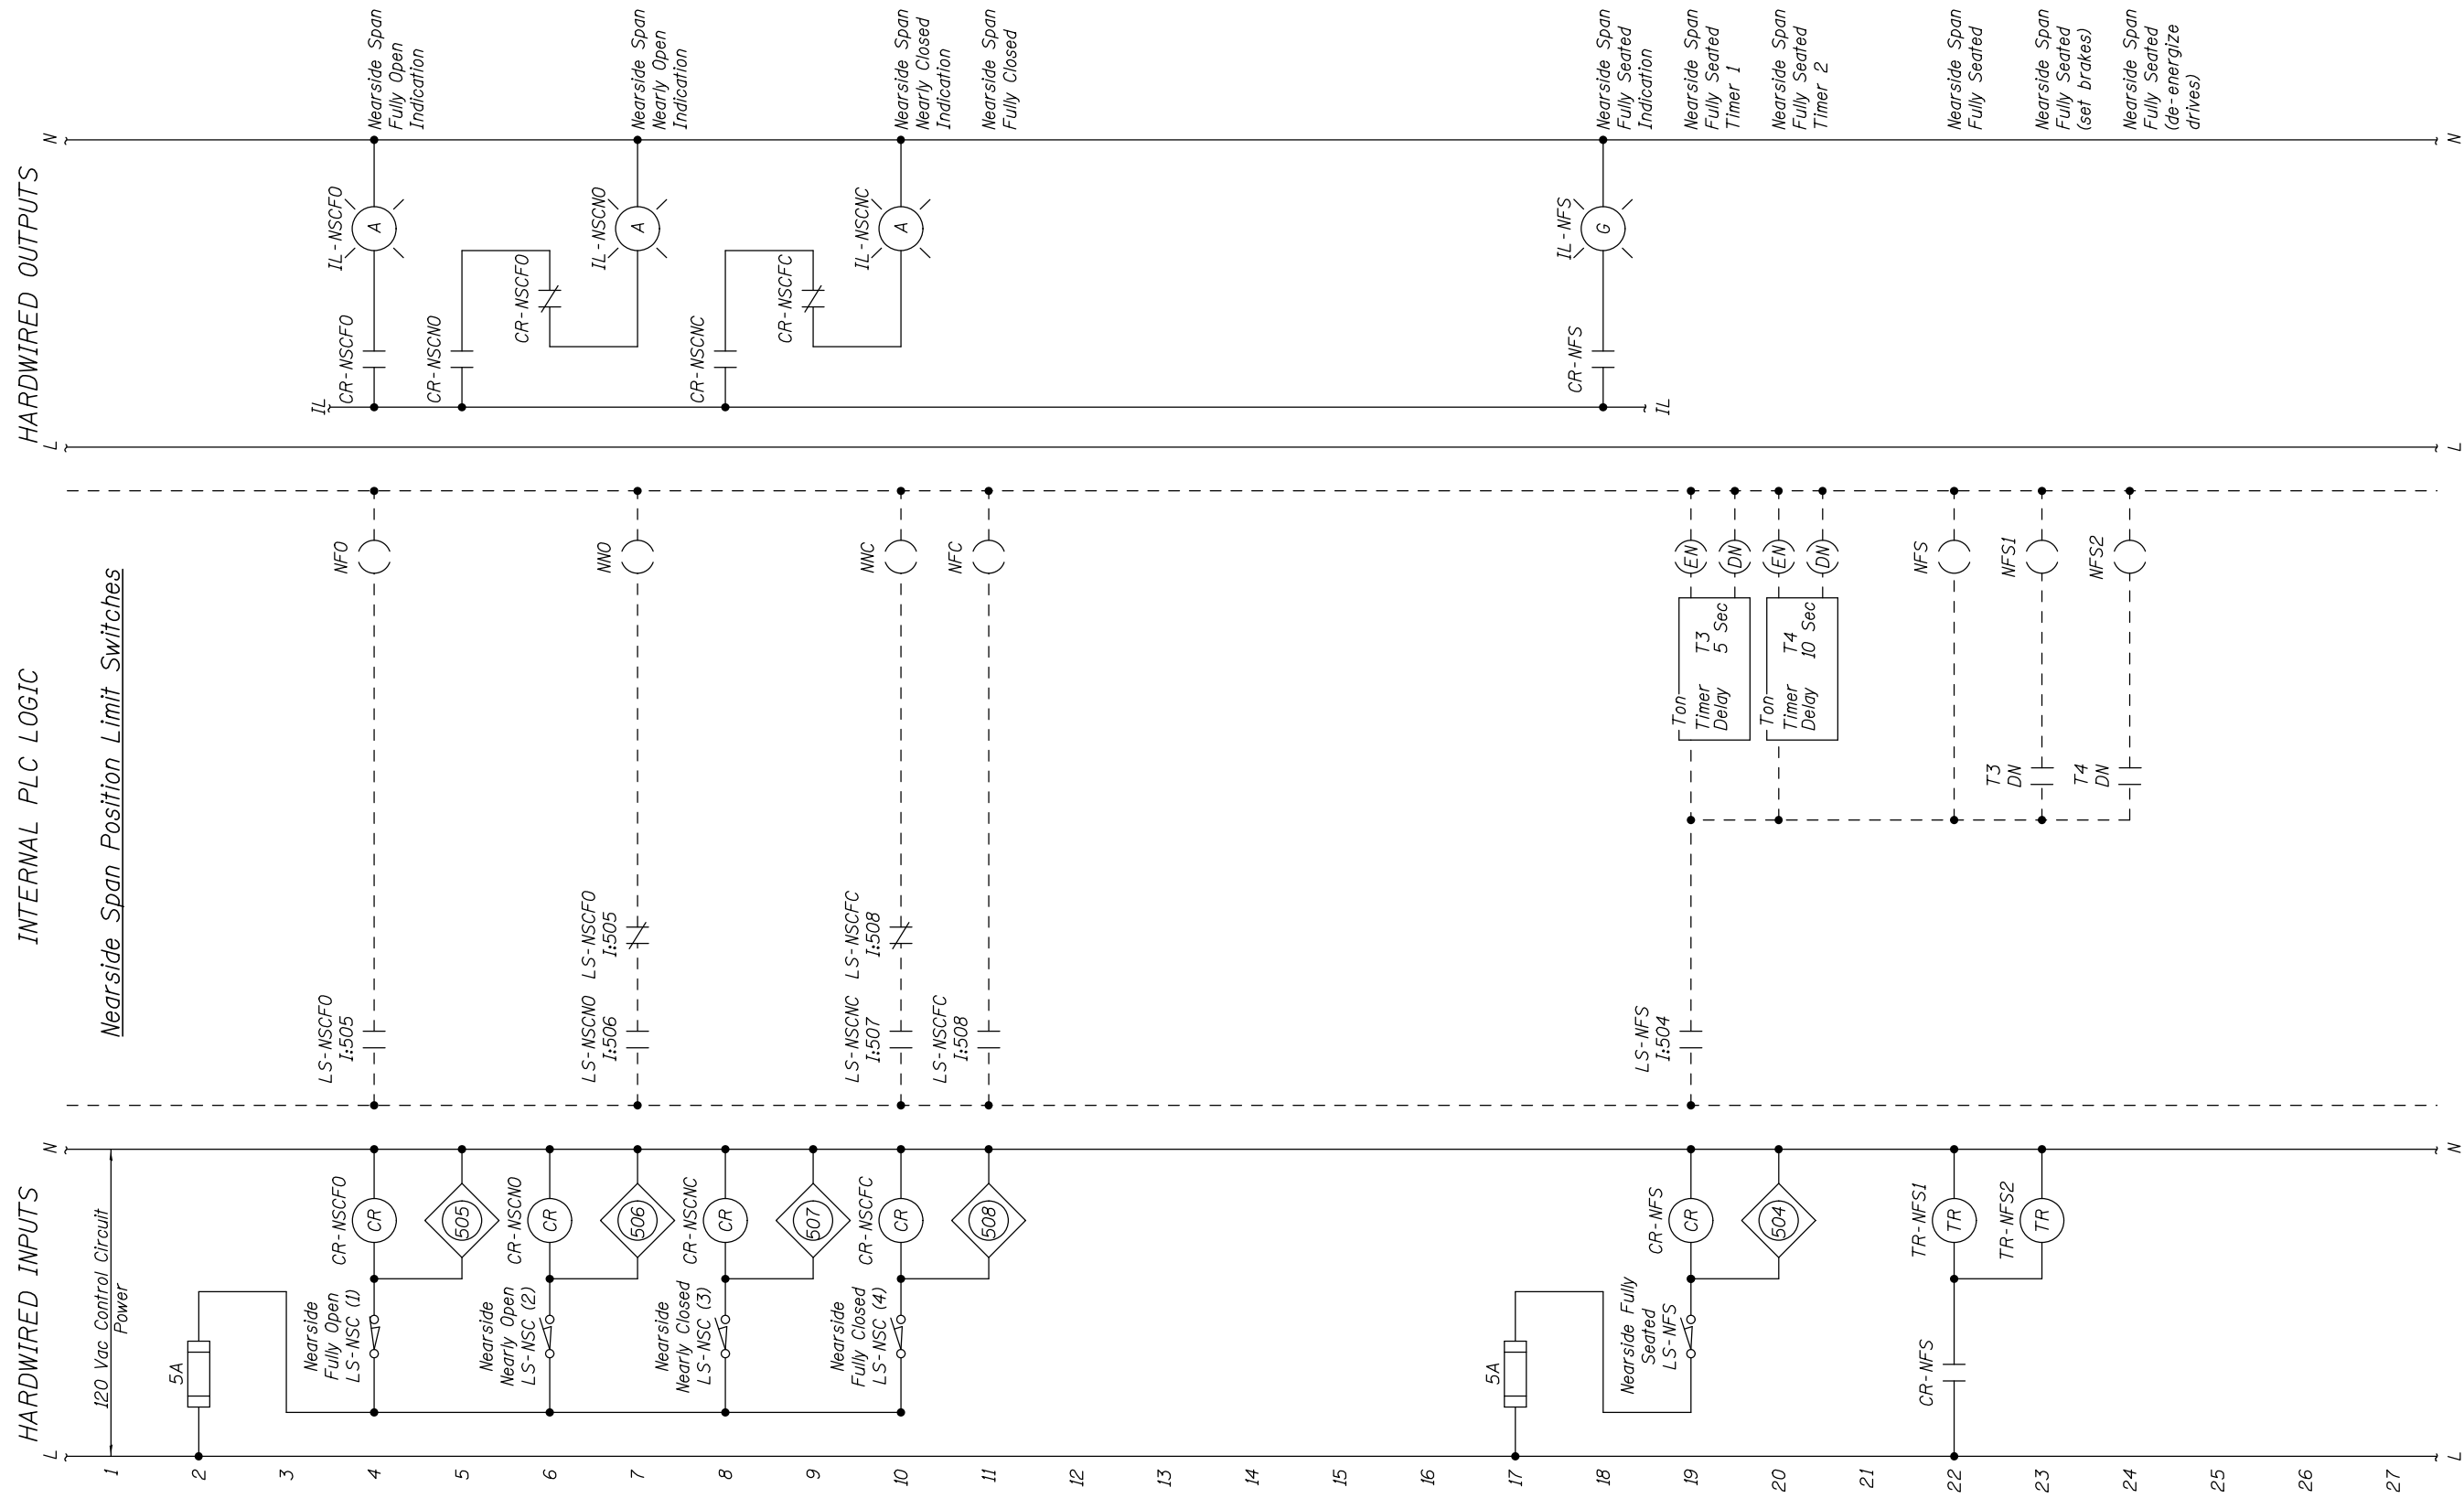 HARDWIRED INPUTS
INTERNAL PLC LOGIC
HARDWIRED OUTPUTS
L
N
L
N
120 Vac Control Circuit
Power
Nearside Span Position Limit Switches
1
2
5A
3
IL
4
Nearside
Fully Open
LS-NSC (1)
CR-NSCFO
CR
LS-NSCFO
I:505
NFO
CR-NSCFO
IL-NSCFO
A
Nearside Span
Fully Open
Indication
5
505
CR-NSCNO
6
Nearside
Nearly Open
LS-NSC (2)
CR-NSCNO
CR
CR-NSCFO
7
506
LS-NSCNO
I:506
LS-NSCFO
I:505
NNO
IL-NSCNO
A
Nearside Span
Nearly Open
Indication
8
Nearside
Nearly Closed
LS-NSC (3)
CR-NSCNC
CR
CR-NSCNC
9
507
CR-NSCFC
10
Nearside
Fully Closed
LS-NSC (4)
CR-NSCFC
CR
LS-NSCNC
I:507
LS-NSCFC
I:508
NNC
IL-NSCNC
A
Nearside Span
Nearly Closed
Indication
11
508
LS-NSCFC
I:508
NFC
Nearside Span
Fully Closed
12
13
14
15
16
17
5A
18
CR-NFS
IL-NFS
G
Nearside Span
Fully Seated
Indication
19
Nearside Fully
Seated
LS-NFS
CR-NFS
CR
LS-NFS
I:504
Ton
Timer T3
Delay 5 Sec
EN
DN
IL
Nearside Span
Fully Seated
Timer 1
20
504
Ton
Timer T4
Delay 10 Sec
EN
DN
Nearside Span
Fully Seated
Timer 2
21
22
CR-NFS
TR-NFS1
TR
NFS
Nearside Span
Fully Seated
23
TR-NFS2
TR
T3
DN
NFS1
Nearside Span
Fully Seated
(set brakes)
24
T4
DN
NFS2
Nearside Span
Fully Seated
(de-energize
drives)
25
26
27
L
N
L
N